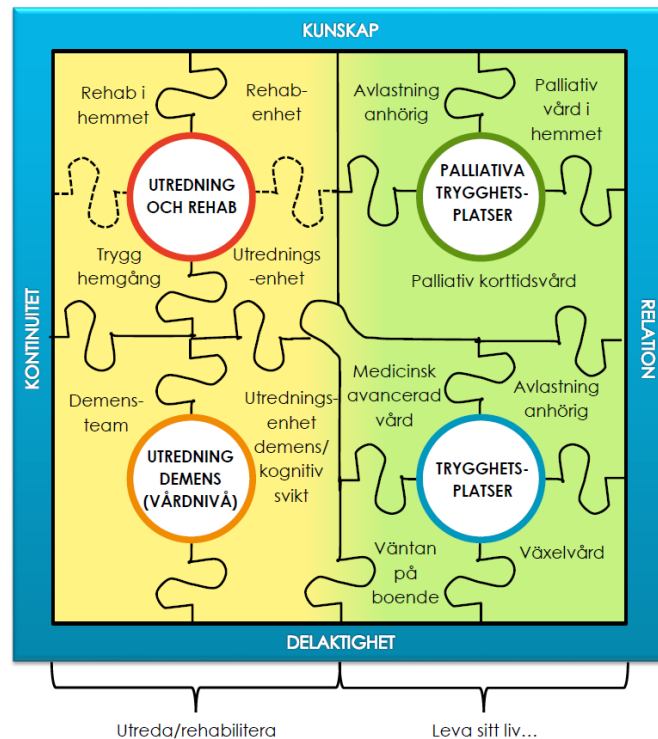 KUNSKAP
KONTINUITET
RELATION
DELAKTIGHET
Rehab i
hemmet
Rehab-
enhet
UTREDNING
OCH REHAB
Trygg
hemgång
Utrednings
-enhet
Avlastning
anhörig
Palliativ
vård i
hemmet
PALLIATIVA
TRYGGHETS-
PLATSER
Palliativ korttidsvård
Demens-
team
Utrednings-
enhet
demens/
kognitiv
svikt
UTREDNING
DEMENS
(VÅRDNIVÅ)
Medicinsk
avancerad
vård
Avlastning
anhörig
TRYGGHETS-
PLATSER
Väntan
på
boende
Växelvård
Utreda/rehabilitera
Leva sitt liv...